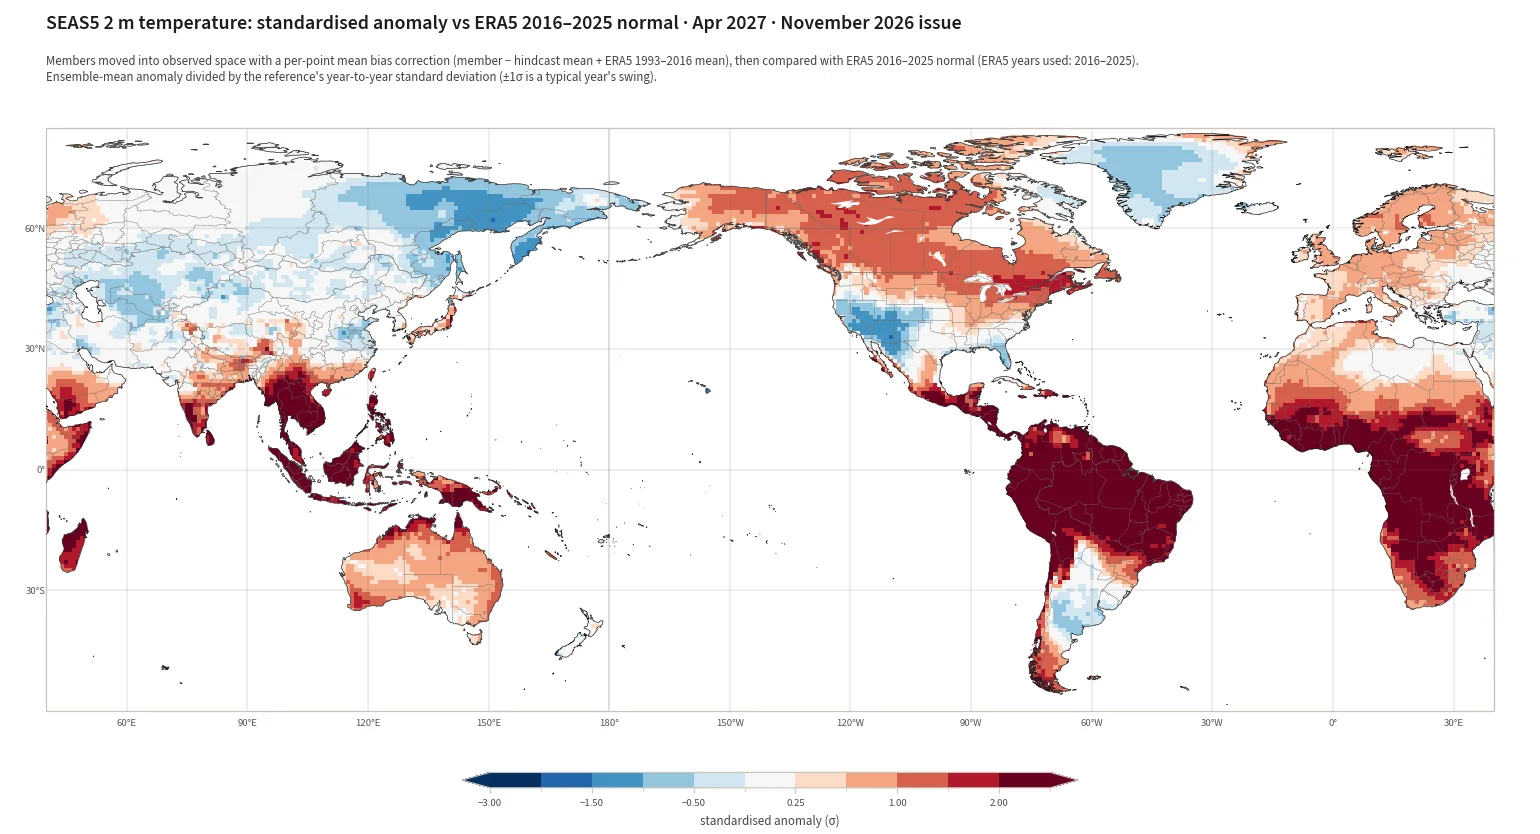 SEAS5 2 m temperature: standardised anomaly vs ERA5 2016–2025 normal · Apr 2027 · November 2026 issue
Members moved into observed space with a per-point mean bias correction (member − hindcast mean + ERA5 1993–2016 mean), then compared with ERA5 2016–2025 normal (ERA5 years used: 2016–2025).
Ensemble-mean anomaly divided by the reference's year-to-year standard deviation (±1σ is a typical year's swing).
60°N
30°N
0°
30°S
60°E 90°E 120°E 150°E 180° 150°W 120°W 90°W 60°W 30°W 0° 30°E
−3.00 −1.50 −0.50 0.25 1.00 2.00
standardised anomaly (σ)